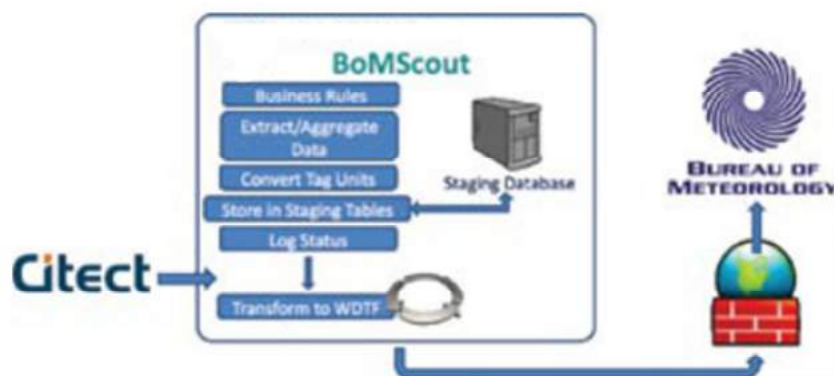 BoMScout
Business Rules
Extract/Aggregate
Data
Convert Tag Units
Staging Database
Store in Staging Tables
Log Status
Transform to WDTF
Citect
BUREAU OF
METEOROLOGY